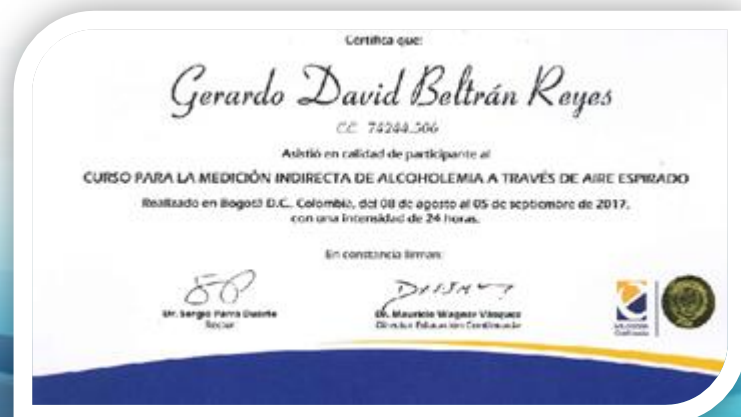 Certifica que:
Gerardo David Beltrán Reyes
CC 74244.506
Asistió en calidad de participante al
CURSO PARA LA MEDICIÓN INDIRECTA DE ALCOHOLEMIA A TRAVÉS DE AIRE ESPIRADO
Realizado en Bogotá D.C., Colombia, del 08 de agosto al 05 de septiembre de 2017,
con una intensidad de 24 horas.
En constancia firman:
Dr. Sergio Parra Duarte
Rector
Dr. Mauricio Wagner Vásquez
Director Educación Continuada